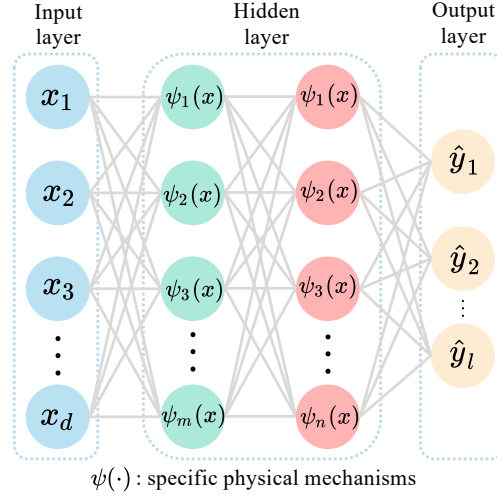 Input
layer
Hidden
layer
Output
layer
x₁
x₂
x₃
⋮
x_d
ψ₁(x)
ψ₂(x)
ψ₃(x)
⋮
ψₘ(x)
ψ₁(x)
ψ₂(x)
ψ₃(x)
⋮
ψₙ(x)
ŷ₁
ŷ₂
⋮
ŷₗ
ψ(·) : specific physical mechanisms